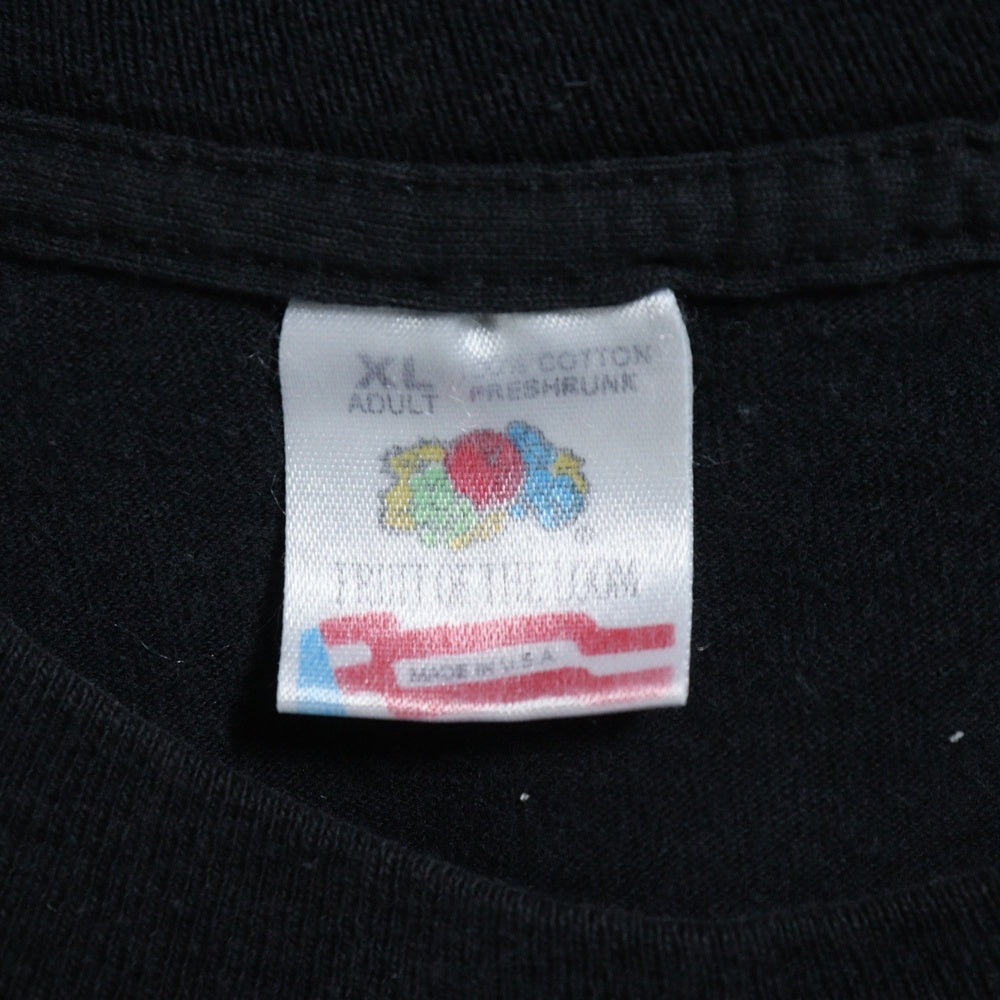 XL
ADULT
COTTON
PRESHRUNK
®
FRUIT OF THE LOOM
MADE IN U.S.A